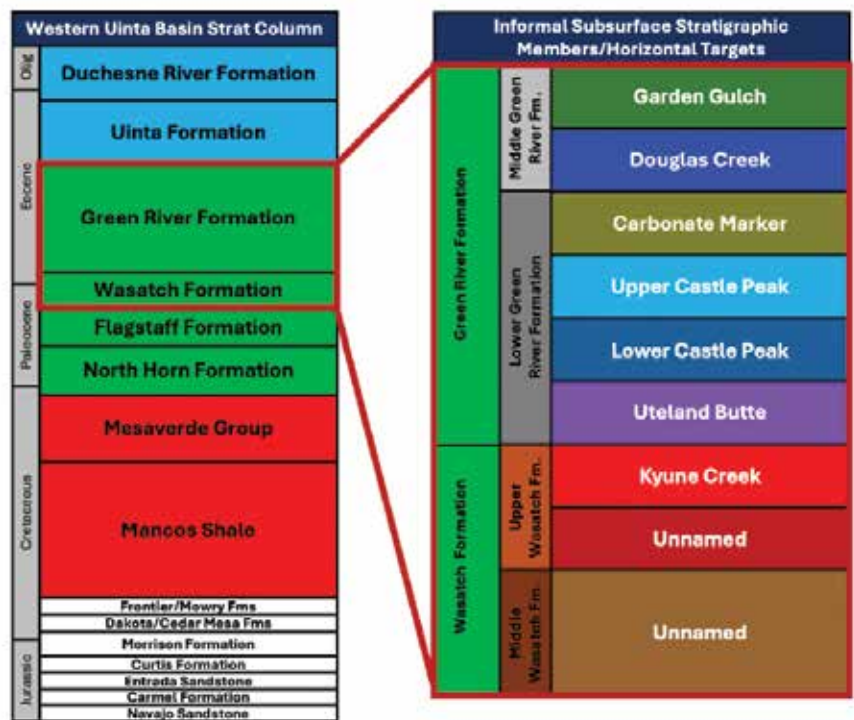 Western Uinta Basin Strat Column
Olig
Eocene
Paleocene
Cretaceous
Jurassic
Duchesne River Formation
Uinta Formation
Green River Formation
Wasatch Formation
Flagstaff Formation
North Horn Formation
Mesaverde Group
Mancos Shale
Frontier/Mowry Fms
Dakota/Cedar Mesa Fms
Morrison Formation
Curtis Formation
Entrada Sandstone
Carmel Formation
Navajo Sandstone
Informal Subsurface Stratigraphic
Members/Horizontal Targets
Green River Formation
Wasatch Formation
Middle Green
River Fm.
Lower Green
River Formation
Upper
Wasatch Fm.
Middle
Wasatch Fm.
Garden Gulch
Douglas Creek
Carbonate Marker
Upper Castle Peak
Lower Castle Peak
Uteland Butte
Kyune Creek
Unnamed
Unnamed